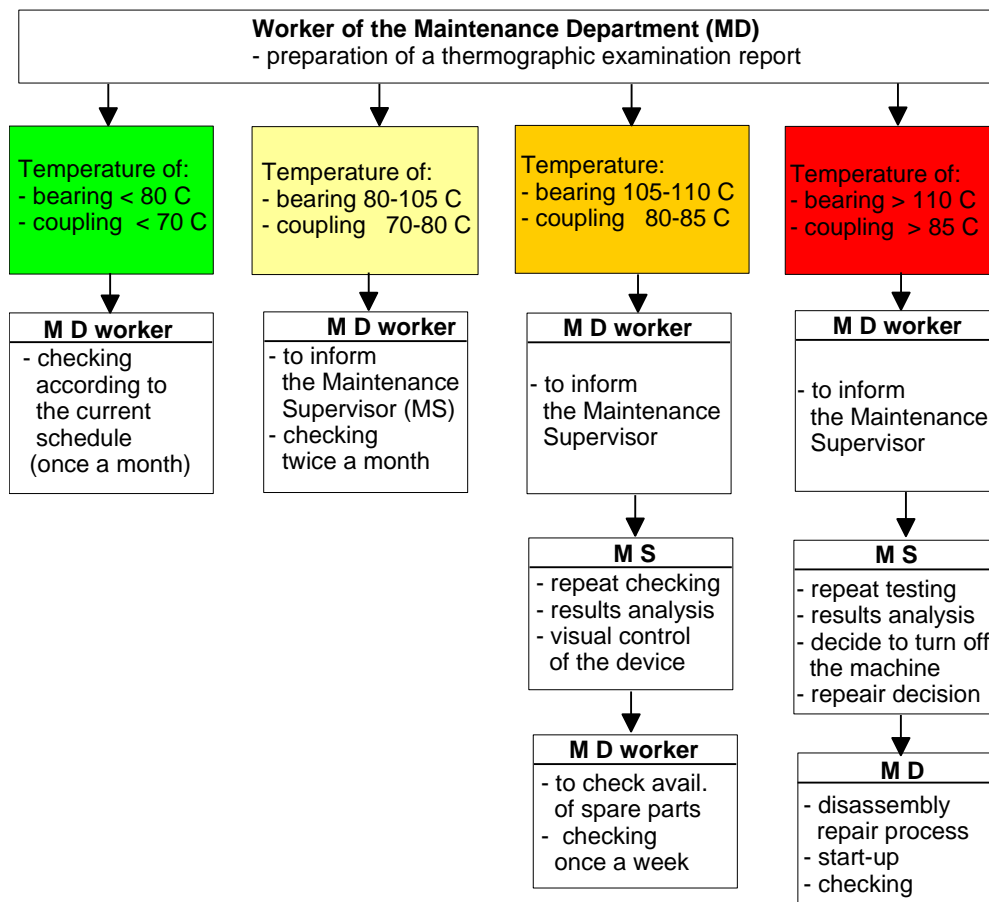 Worker of the Maintenance Department (MD)
- preparation of a thermographic examination report
Temperature of:
- bearing < 80 C
- coupling < 70 C
Temperature of:
- bearing 80-105 C
- coupling 70-80 C
Temperature:
- bearing 105-110 C
- coupling 80-85 C
Temperature of:
- bearing > 110 C
- coupling > 85 C
M D worker
- checking
according to
the current
schedule
(once a month)
M D worker
- to inform
the Maintenance
Supervisor (MS)
- checking
twice a month
M D worker
- to inform
the Maintenance
Supervisor
M D worker
- to inform
the Maintenance
Supervisor
M S
- repeat checking
- results analysis
- visual control
of the device
M S
- repeat testing
- results analysis
- decide to turn off
the machine
- repeair decision
M D worker
- to check avail.
of spare parts
- checking
once a week
M D
- disassembly
repair process
- start-up
- checking